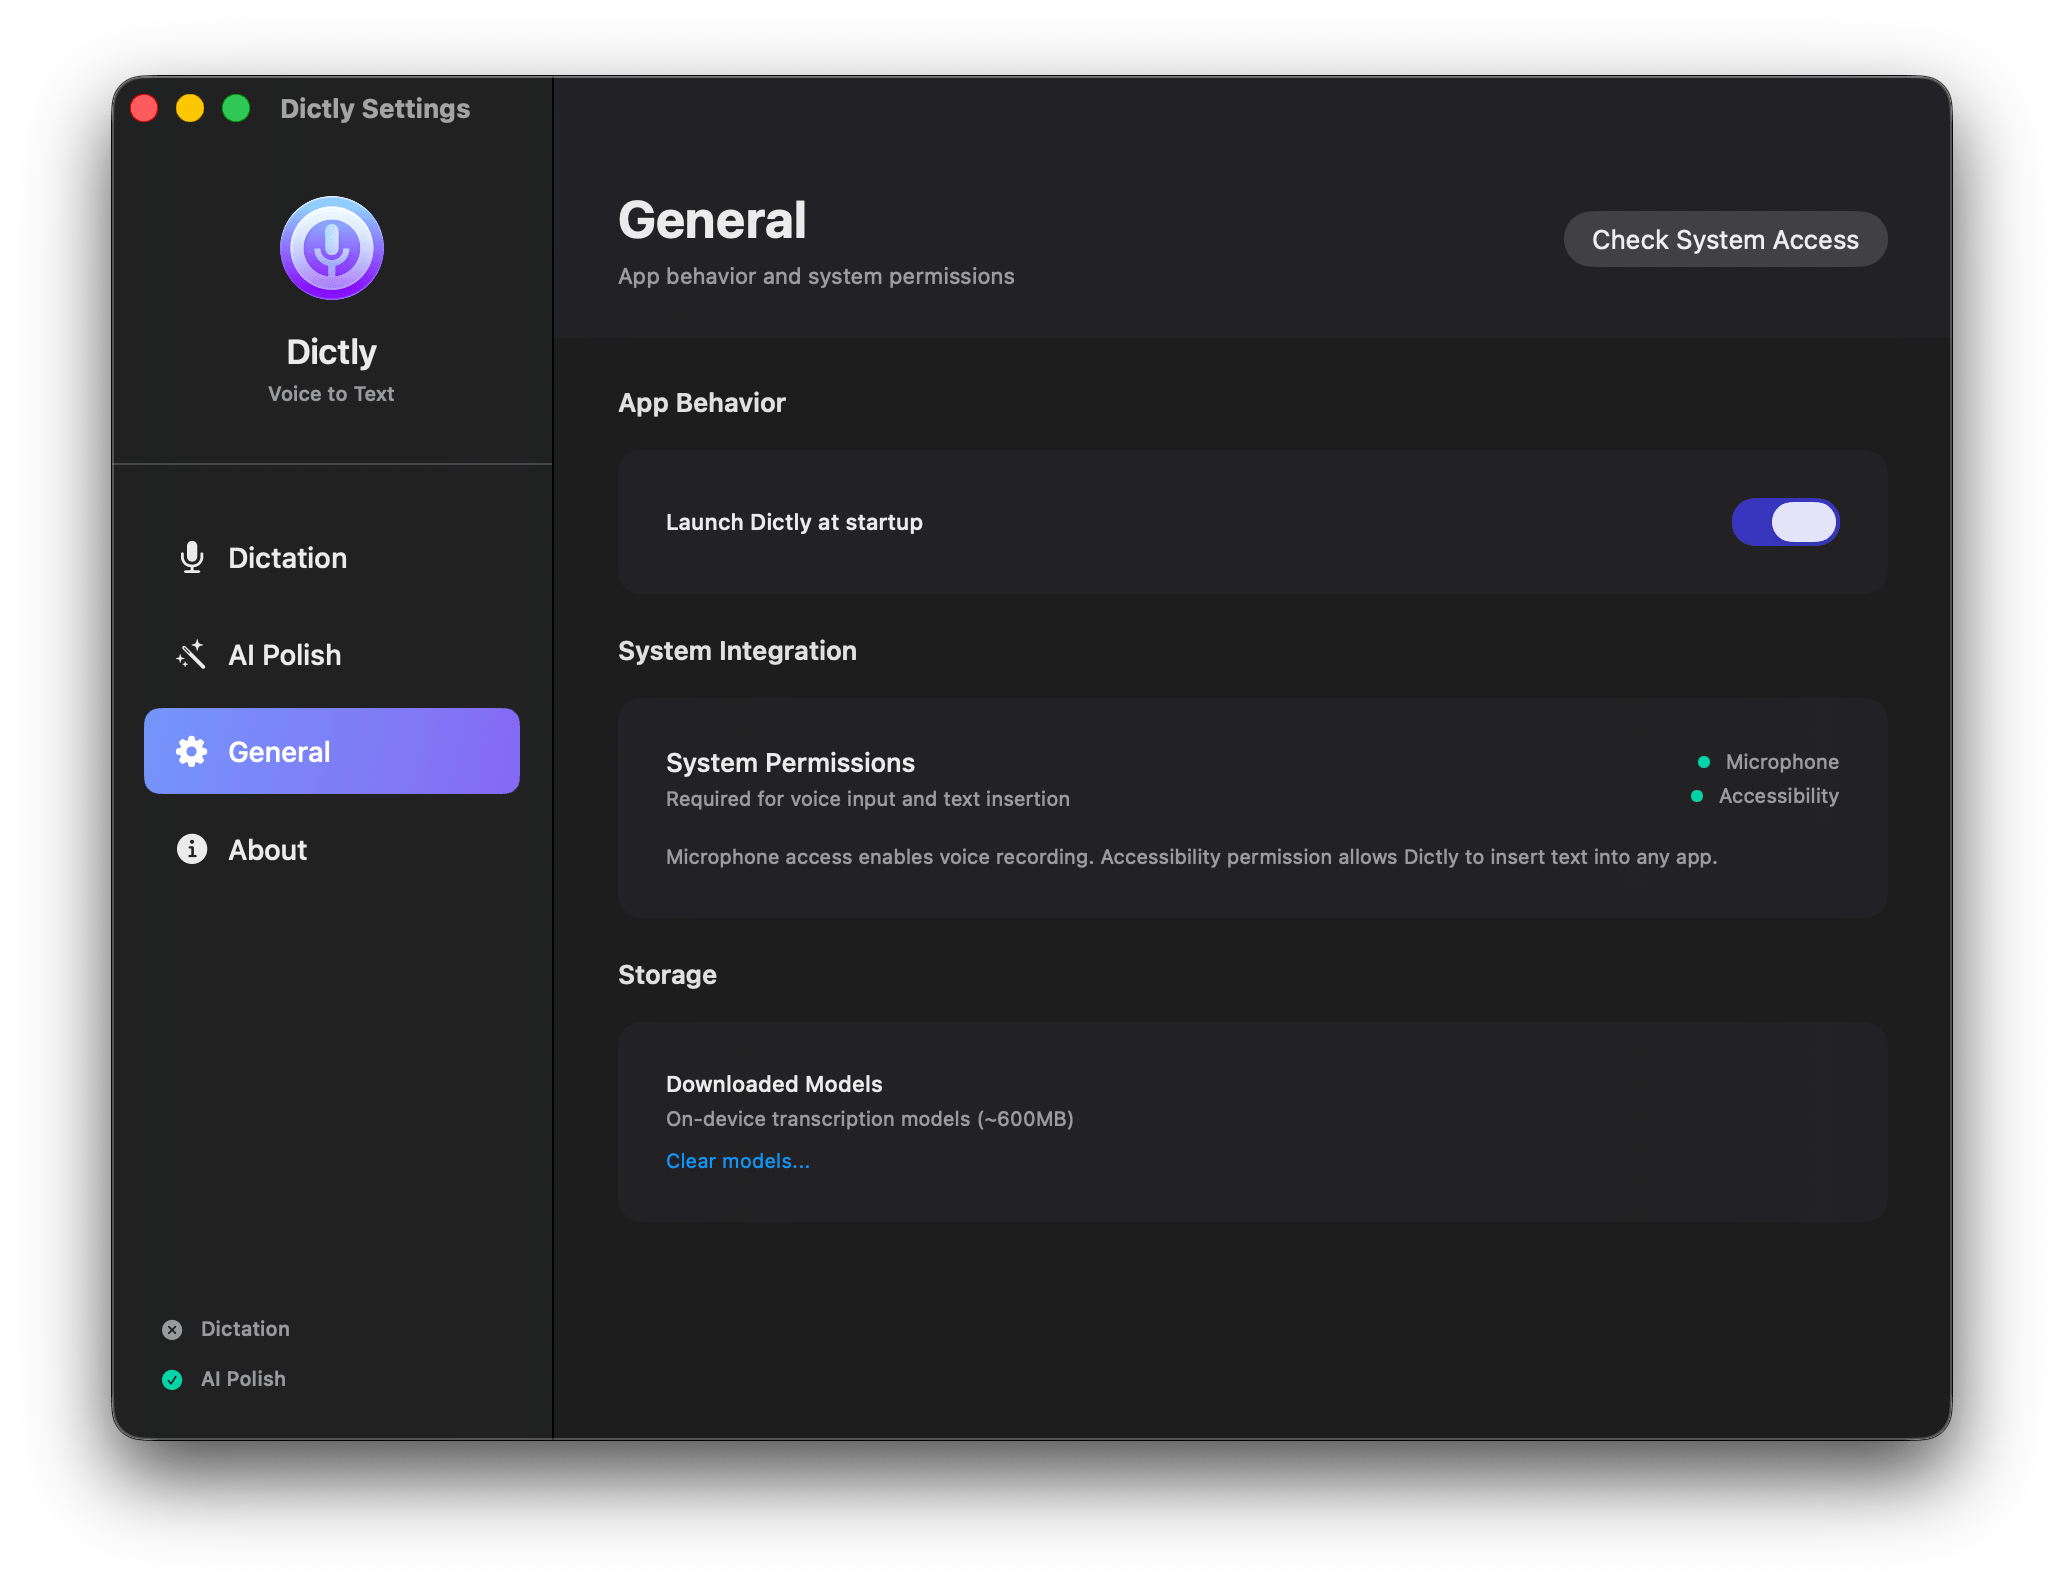 Dictly Settings
Dictly
Voice to Text
Dictation
AI Polish
General
About
Dictation
AI Polish
General
App behavior and system permissions
Check System Access
App Behavior
Launch Dictly at startup
System Integration
System Permissions
Required for voice input and text insertion
Microphone
Accessibility
Microphone access enables voice recording. Accessibility permission allows Dictly to insert text into any app.
Storage
Downloaded Models
On-device transcription models (~600MB)
Clear models...